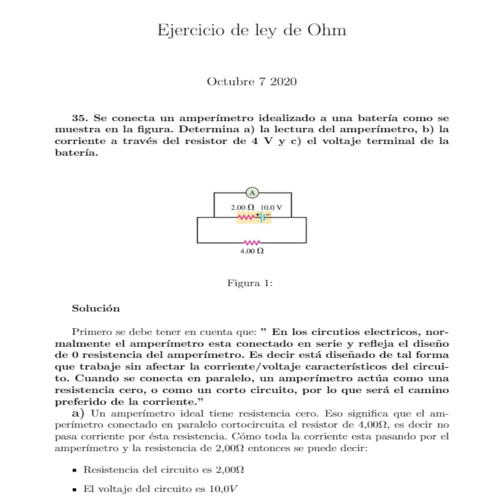 Ejercicio de ley de Ohm
Octubre 7 2020
35. Se conecta un amperímetro idealizado a una batería como se
muestra en la figura. Determina a) la lectura del amperímetro, b) la
corriente a través del resistor de 4 V y c) el voltaje terminal de la
batería.
A
2.00 Ω 10.0 V
+
4.00 Ω
Figura 1:
Solución
Primero se debe tener en cuenta que: ” En los circutios electricos, nor-
malmente el amperímetro esta conectado en serie y refleja el diseño
de 0 resistencia del amperímetro. Es decir está diseñado de tal forma
que trabaje sin afectar la corriente/voltaje característicos del circui-
to. Cuando se conecta en paralelo, un amperímetro actúa como una
resistencia cero, o como un corto circuito, por lo que será el camino
preferido de la corriente.”
a) Un amperímetro ideal tiene resistencia cero. Eso significa que el am-
perímetro conectado en paralelo cortocircuita el resistor de 4,00Ω, es decir no
pasa corriente por ésta resistencia. Cómo toda la corriente esta pasando por el
amperímetro y la resistencia de 2,00Ω entonces se puede decir:
▪ Resistencia del circuito es 2,00Ω
▪ El voltaje del circuito es 10,0V